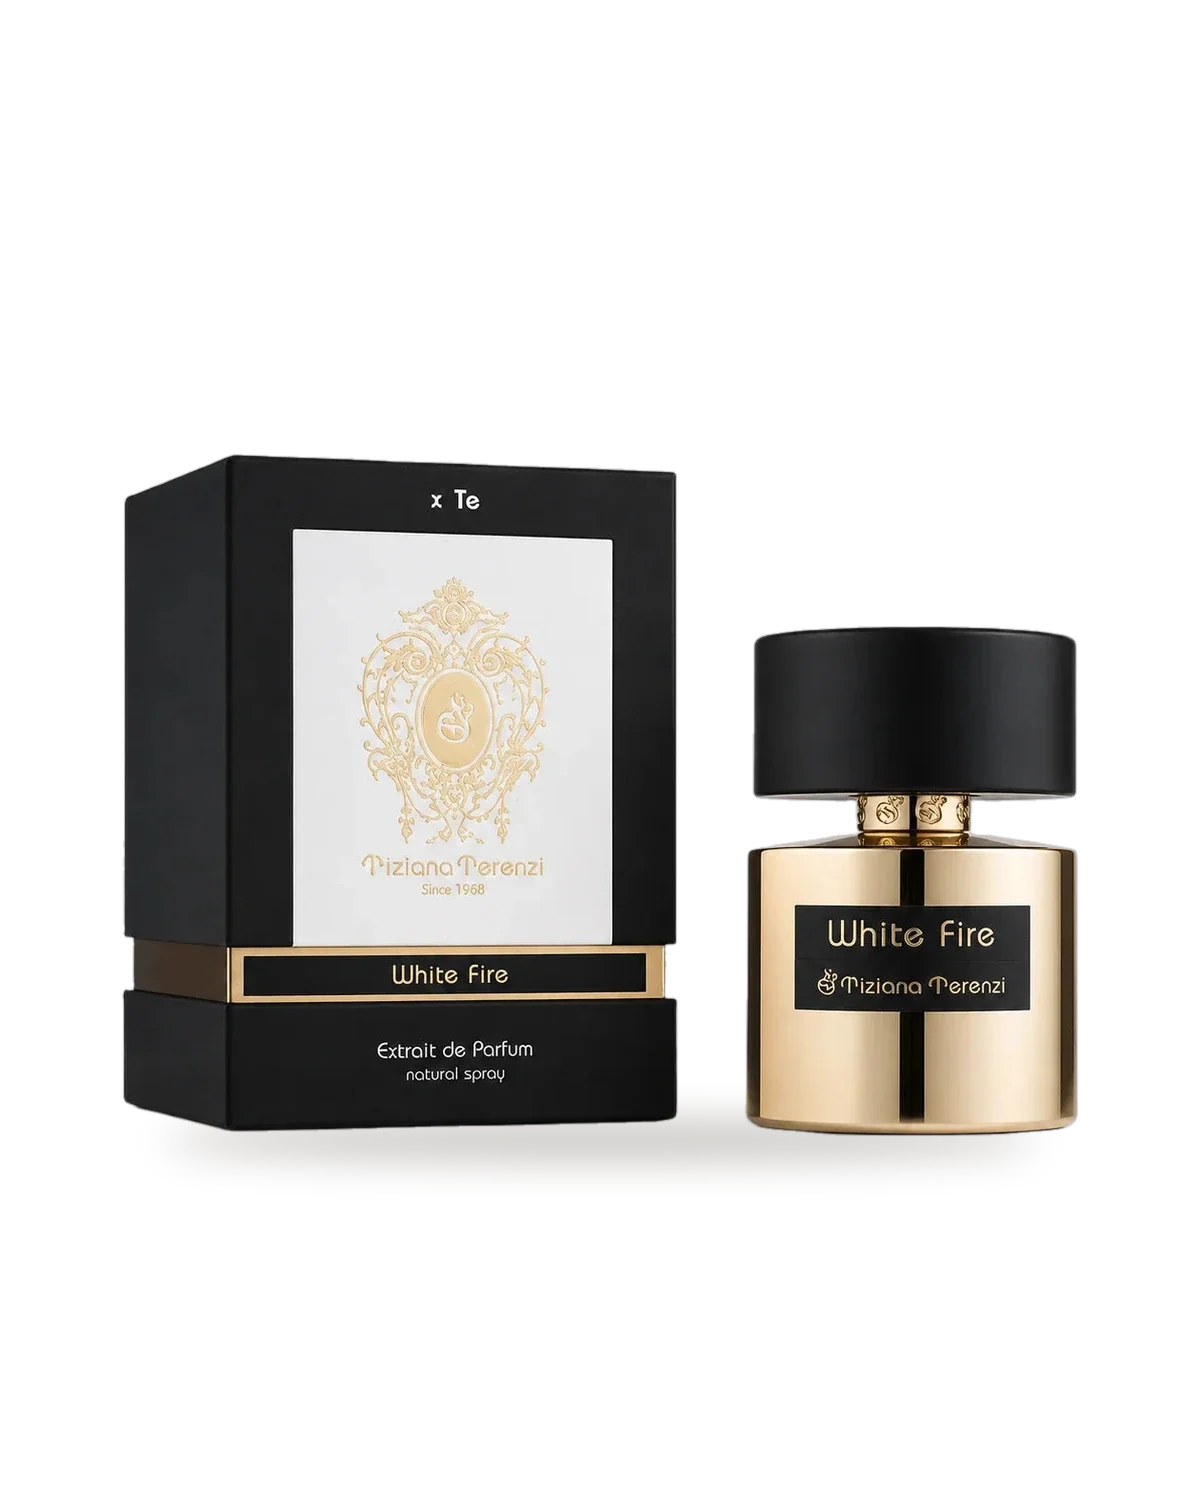 x Te
Tiziana Terenzi
Since 1968
White Fire
Extrait de Parfum
natural spray
White Fire
Tiziana Terenzi